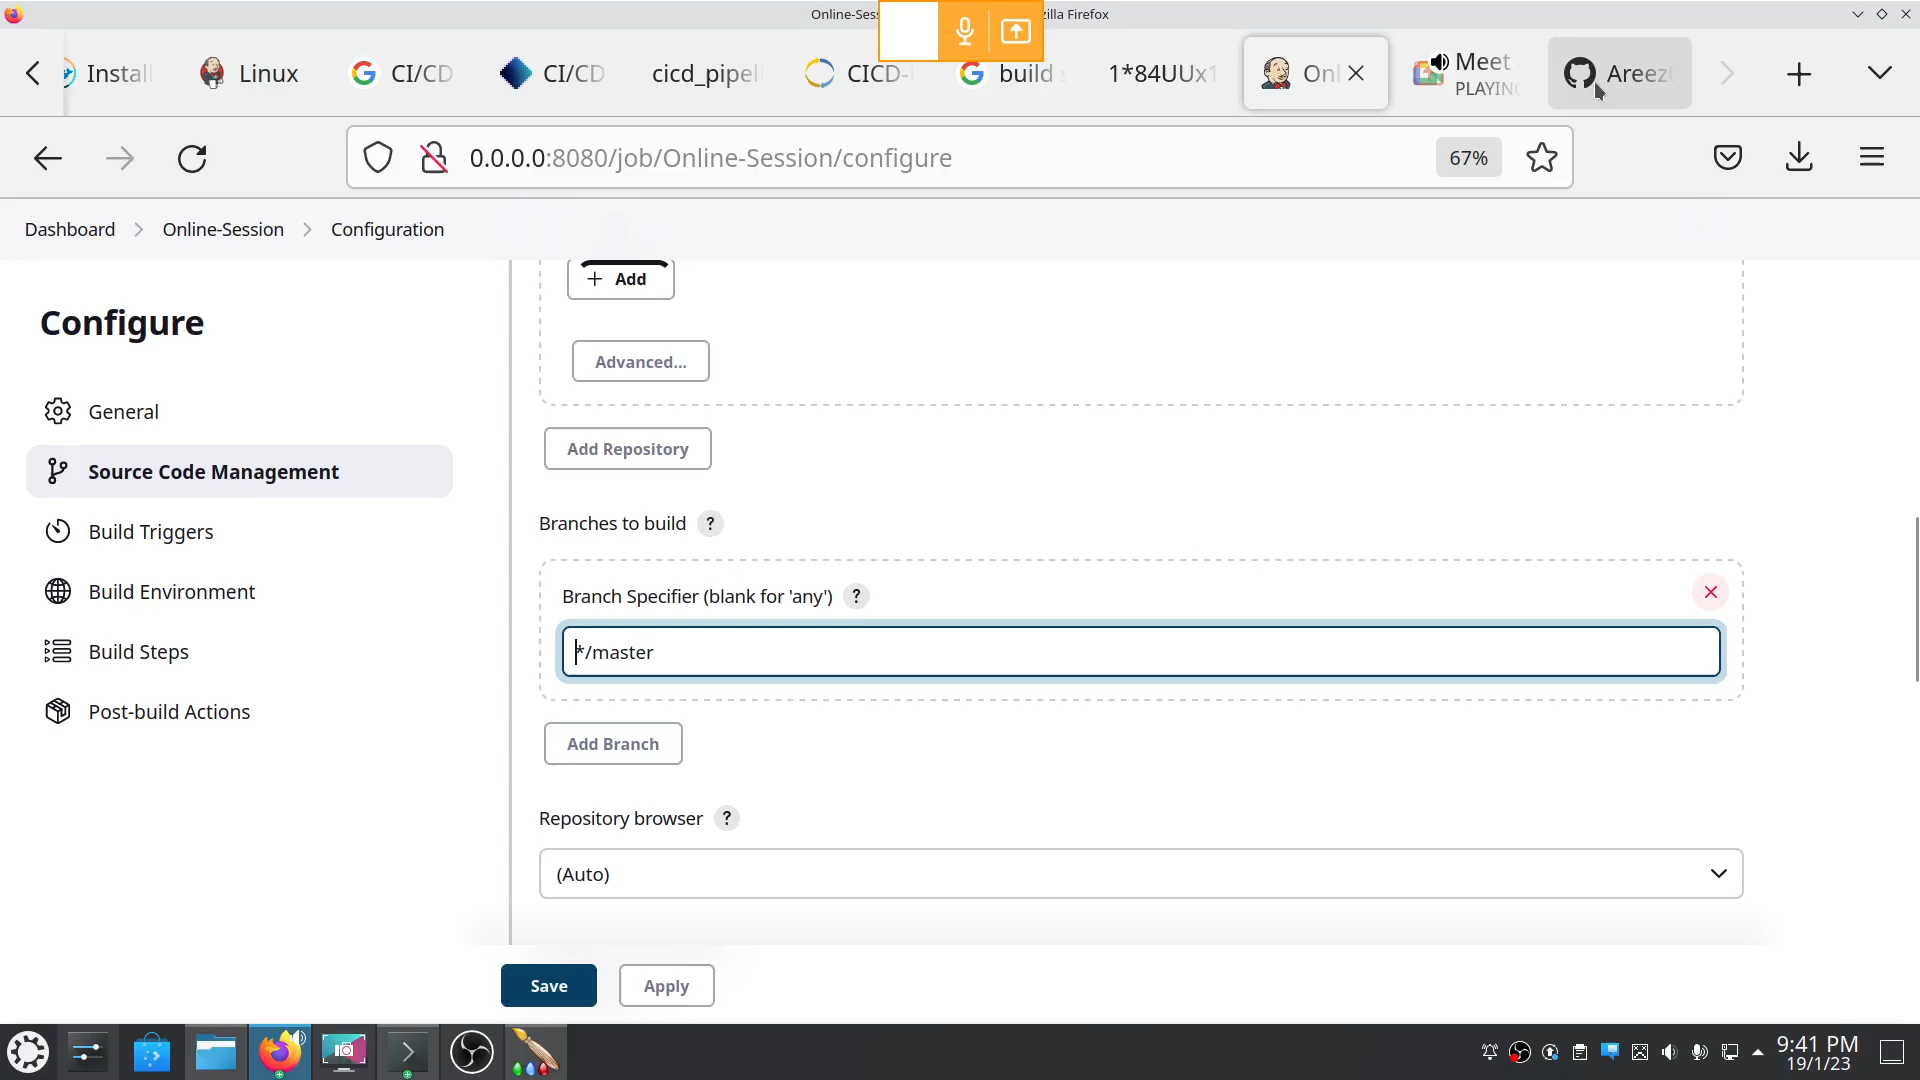 Online-Sess
zilla Firefox
Install
Linux
CI/CD
CI/CD
cicd_pipel
CICD-
build s
1*84UUx1
Onl
Meet
PLAYING
Areez
0.0.0.0:8080/job/Online-Session/configure
67%
Dashboard
Online-Session
Configuration
Configure
General
Source Code Management
Build Triggers
Build Environment
Build Steps
Post-build Actions
+ Add
Advanced...
Add Repository
Branches to build ?
Branch Specifier (blank for 'any') ?
*/master
Add Branch
Repository browser ?
(Auto)
Save
Apply
9:41 PM
19/1/23